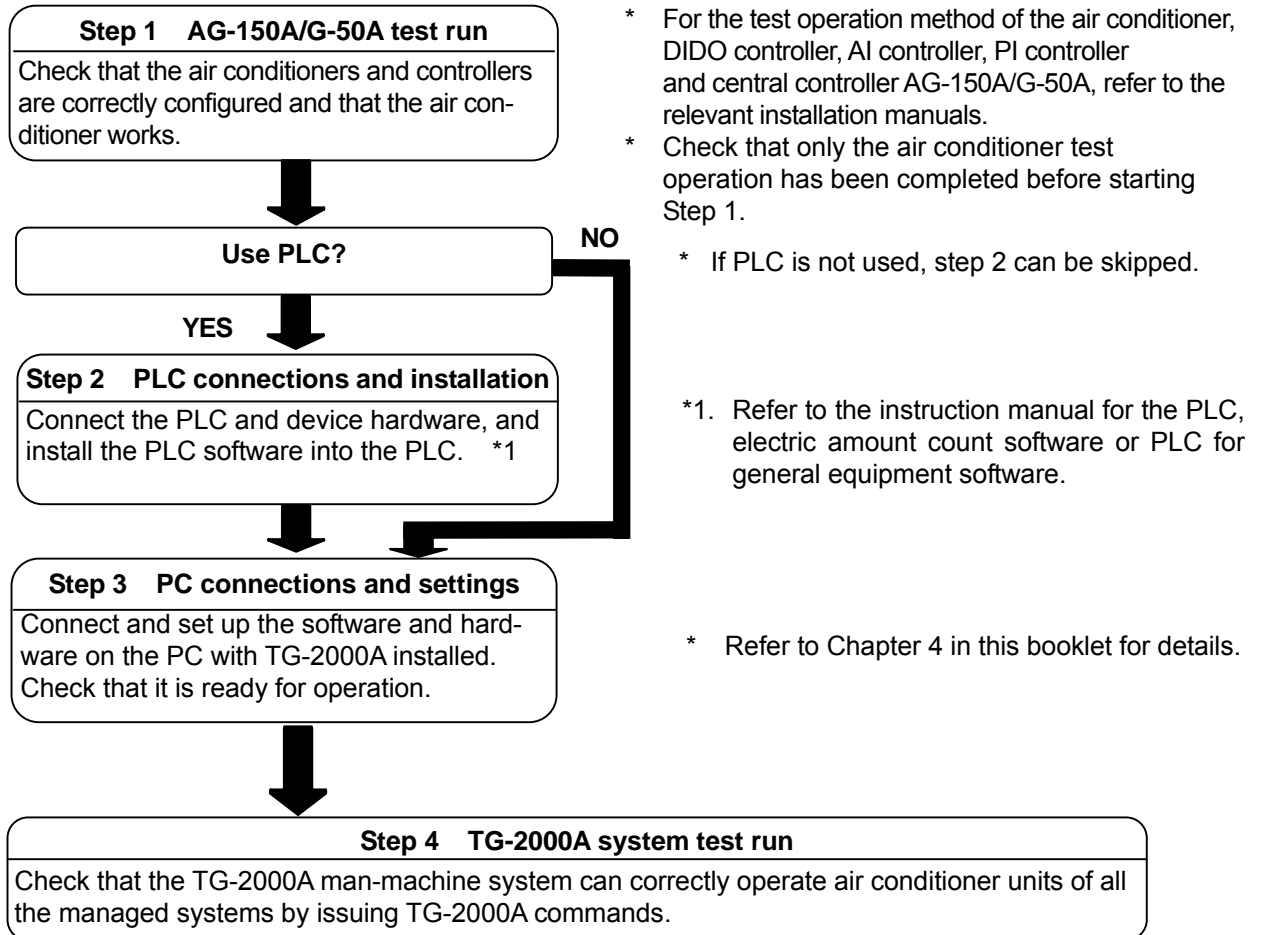 Step 1 AG-150A/G-50A test run
Check that the air conditioners and controllers
are correctly configured and that the air con-
ditioner works.
* For the test operation method of the air conditioner,
DIDO controller, AI controller, PI controller
and central controller AG-150A/G-50A, refer to the
relevant installation manuals.
* Check that only the air conditioner test
operation has been completed before starting
Step 1.
Use PLC?
NO
* If PLC is not used, step 2 can be skipped.
YES
Step 2 PLC connections and installation
Connect the PLC and device hardware, and
install the PLC software into the PLC. *1
*1. Refer to the instruction manual for the PLC,
electric amount count software or PLC for
general equipment software.
Step 3 PC connections and settings
Connect and set up the software and hard-
ware on the PC with TG-2000A installed.
Check that it is ready for operation.
* Refer to Chapter 4 in this booklet for details.
Step 4 TG-2000A system test run
Check that the TG-2000A man-machine system can correctly operate air conditioner units of all
the managed systems by issuing TG-2000A commands.